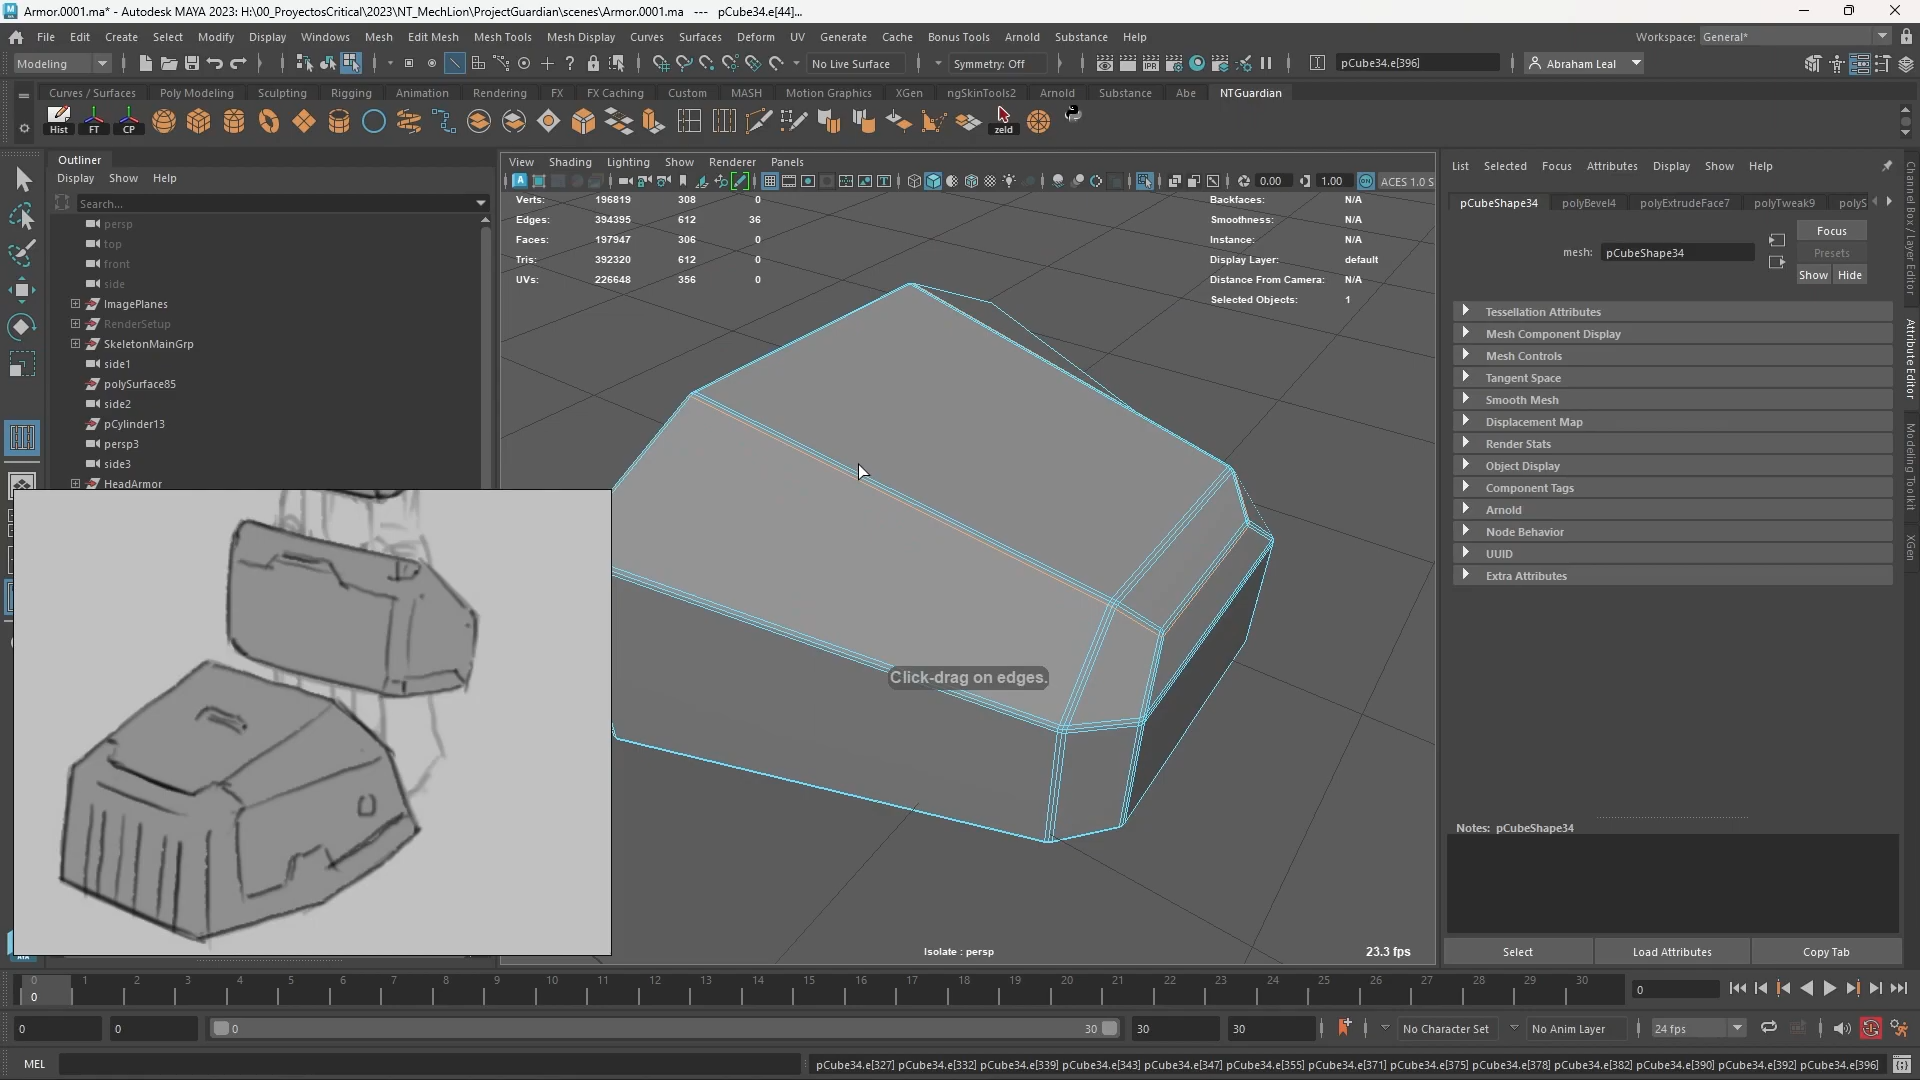 Armor.0001.ma* - Autodesk MAYA 2023: H:\00_ProyectosCritical\2023\NT_MechLion\ProjectGuardian\scenes\Armor.0001.ma   ---   pCube34.e[44]...
File Edit Create Select Modify Display Windows Mesh Edit Mesh Mesh Tools Mesh Display Curves Surfaces Deform UV Generate Cache Bonus Tools Arnold Substance Help
Workspace: General*
Modeling No Live Surface Symmetry: Off pCube34.e[396] Abraham Leal
Curves / Surfaces Poly Modeling Sculpting Rigging Animation Rendering FX FX Caching Custom MASH Motion Graphics XGen ngSkinTools2 Arnold Substance Abe NTGuardian
Hist FT CP zeld
Outliner
Display Show Help
Search...
persp
top
front
side
ImagePlanes
RenderSetup
SkeletonMainGrp
side1
polySurface85
side2
pCylinder13
persp3
side3
HeadArmor
View Shading Lighting Show Renderer Panels
0.00 1.00 ACES 1.0 S
Verts: 196819 308 0
Edges: 394395 612 36
Faces: 197947 306 0
Tris: 392320 612 0
UVs: 226648 356 0
Backfaces: N/A
Smoothness: N/A
Instance: N/A
Display Layer: default
Distance From Camera: N/A
Selected Objects: 1
Click-drag on edges.
Isolate : persp
23.3 fps
List Selected Focus Attributes Display Show Help
pCubeShape34 polyBevel4 polyExtrudeFace7 polyTweak9 polyS
mesh: pCubeShape34
Focus
Presets
Show Hide
Tessellation Attributes
Mesh Component Display
Mesh Controls
Tangent Space
Smooth Mesh
Displacement Map
Render Stats
Object Display
Component Tags
Arnold
Node Behavior
UUID
Extra Attributes
Notes: pCubeShape34
Select Load Attributes Copy Tab
Channel Box / Layer Editor
Attribute Editor
Modeling Toolkit
XGen
0 1 2 3 4 5 6 7 8 9 10 11 12 13 14 15 16 17 18 19 20 21 22 23 24 25 26 27 28 29 30
0
0
0 0 0 30 30 30 No Character Set No Anim Layer 24 fps
MEL
pCube34.e[327] pCube34.e[332] pCube34.e[339] pCube34.e[343] pCube34.e[347] pCube34.e[355] pCube34.e[371] pCube34.e[375] pCube34.e[378] pCube34.e[382] pCube34.e[390] pCube34.e[392] pCube34.e[396]